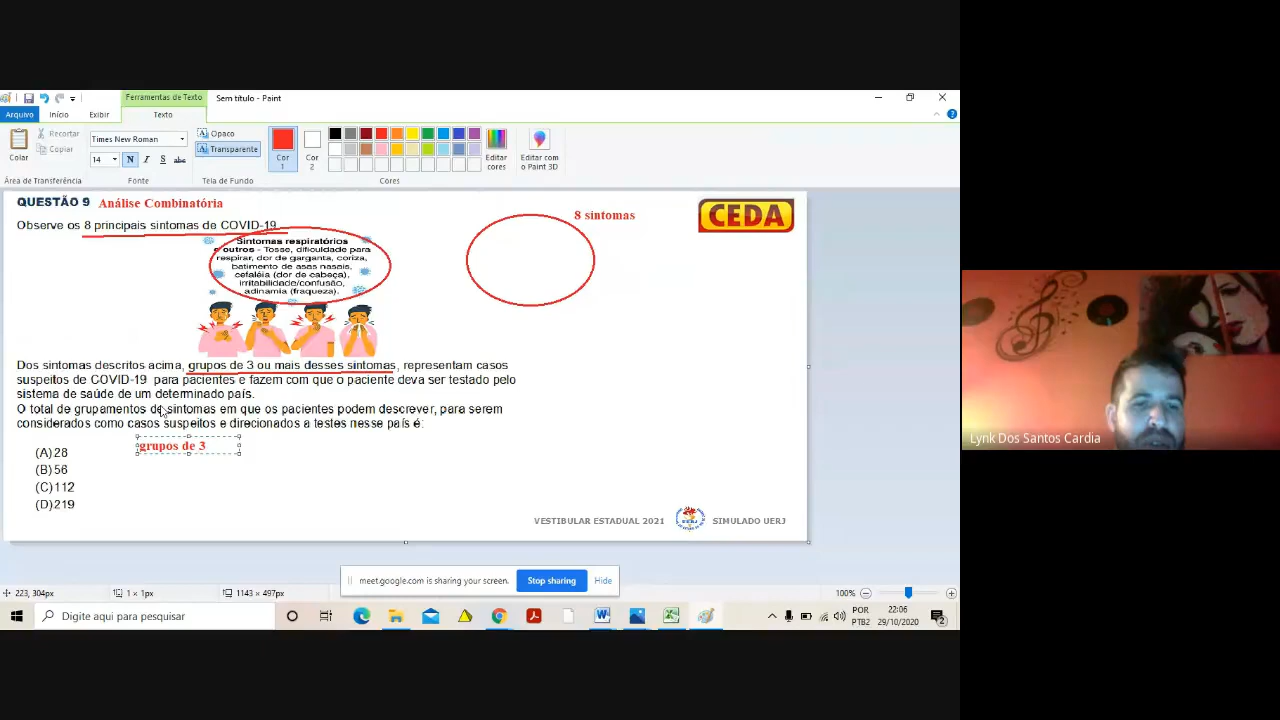 Ferramentas de Texto
Sem título - Paint
Arquivo
Início
Exibir
Texto
Colar
Recortar
Copiar
Times New Roman
14
N
I
S
abc
Opaco
Transparente
Cor
1
Cor
2
Editar
cores
Editar com
o Paint 3D
Área de Transferência
Fonte
Tela de Fundo
Cores
QUESTÃO 9 Análise Combinatória
8 sintomas
CEDA
Observe os 8 principais sintomas de COVID-19.
Sintomas respiratórios
e outros - Tosse, dificuldade para
respirar, dor de garganta, coriza,
batimento de asas nasais,
cefaléia (dor de cabeça),
irritabilidade/confusão,
adinamia (fraqueza).
Dos sintomas descritos acima, grupos de 3 ou mais desses sintomas, representam casos
suspeitos de COVID-19 para pacientes e fazem com que o paciente deva ser testado pelo
sistema de saúde de um determinado país.
O total de grupamentos de sintomas em que os pacientes podem descrever, para serem
considerados como casos suspeitos e direcionados a testes nesse país é:
grupos de 3
(A) 28
(B) 56
(C) 112
(D) 219
VESTIBULAR ESTADUAL 2021
UERJ
SIMULADO UERJ
Lynk Dos Santos Cardia
meet.google.com is sharing your screen.
Stop sharing
Hide
223, 304px
1 × 1px
1143 × 497px
100%
Digite aqui para pesquisar
POR
PTB2
22:06
29/10/2020
2